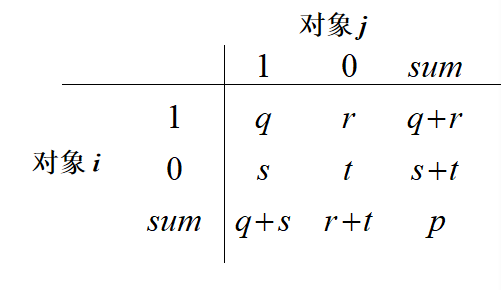 对象 j
1 0 sum
1 q r q+r
对象 i 0 s t s+t
sum q+s r+t p